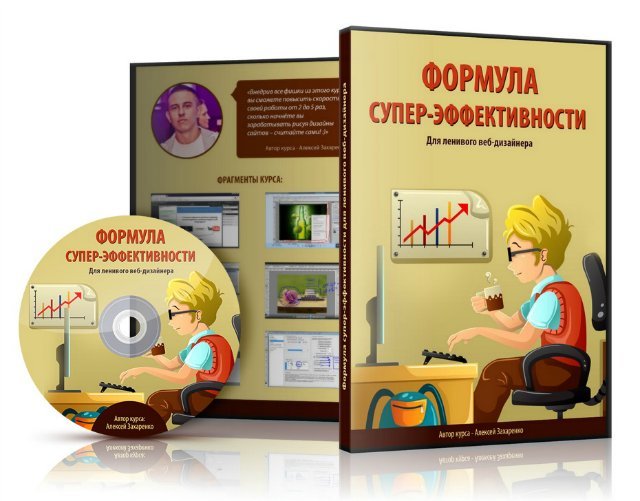 «Внедрив все фишки из этого кур
вы сможете повысить скорость
своей работы от 2 до 5 раз,
сколько начнёте вы
зарабатывать рисуя дизайны
сайтов – считайте сами! :)»
Автор курса - Алексей Захаренко
ФРАГМЕНТЫ КУРСА:
ФОРМУЛА
СУПЕР-ЭФФЕКТИВНОСТИ
Для ленивого веб-дизайнера
Автор курса:
Алексей Захаренко
Формула супер-эффективности для ленивого веб-дизайнера
ФОРМУЛА
СУПЕР-ЭФФЕКТИВНОСТИ
Для ленивого веб-дизайнера
Автор курса - Алексей Захаренко